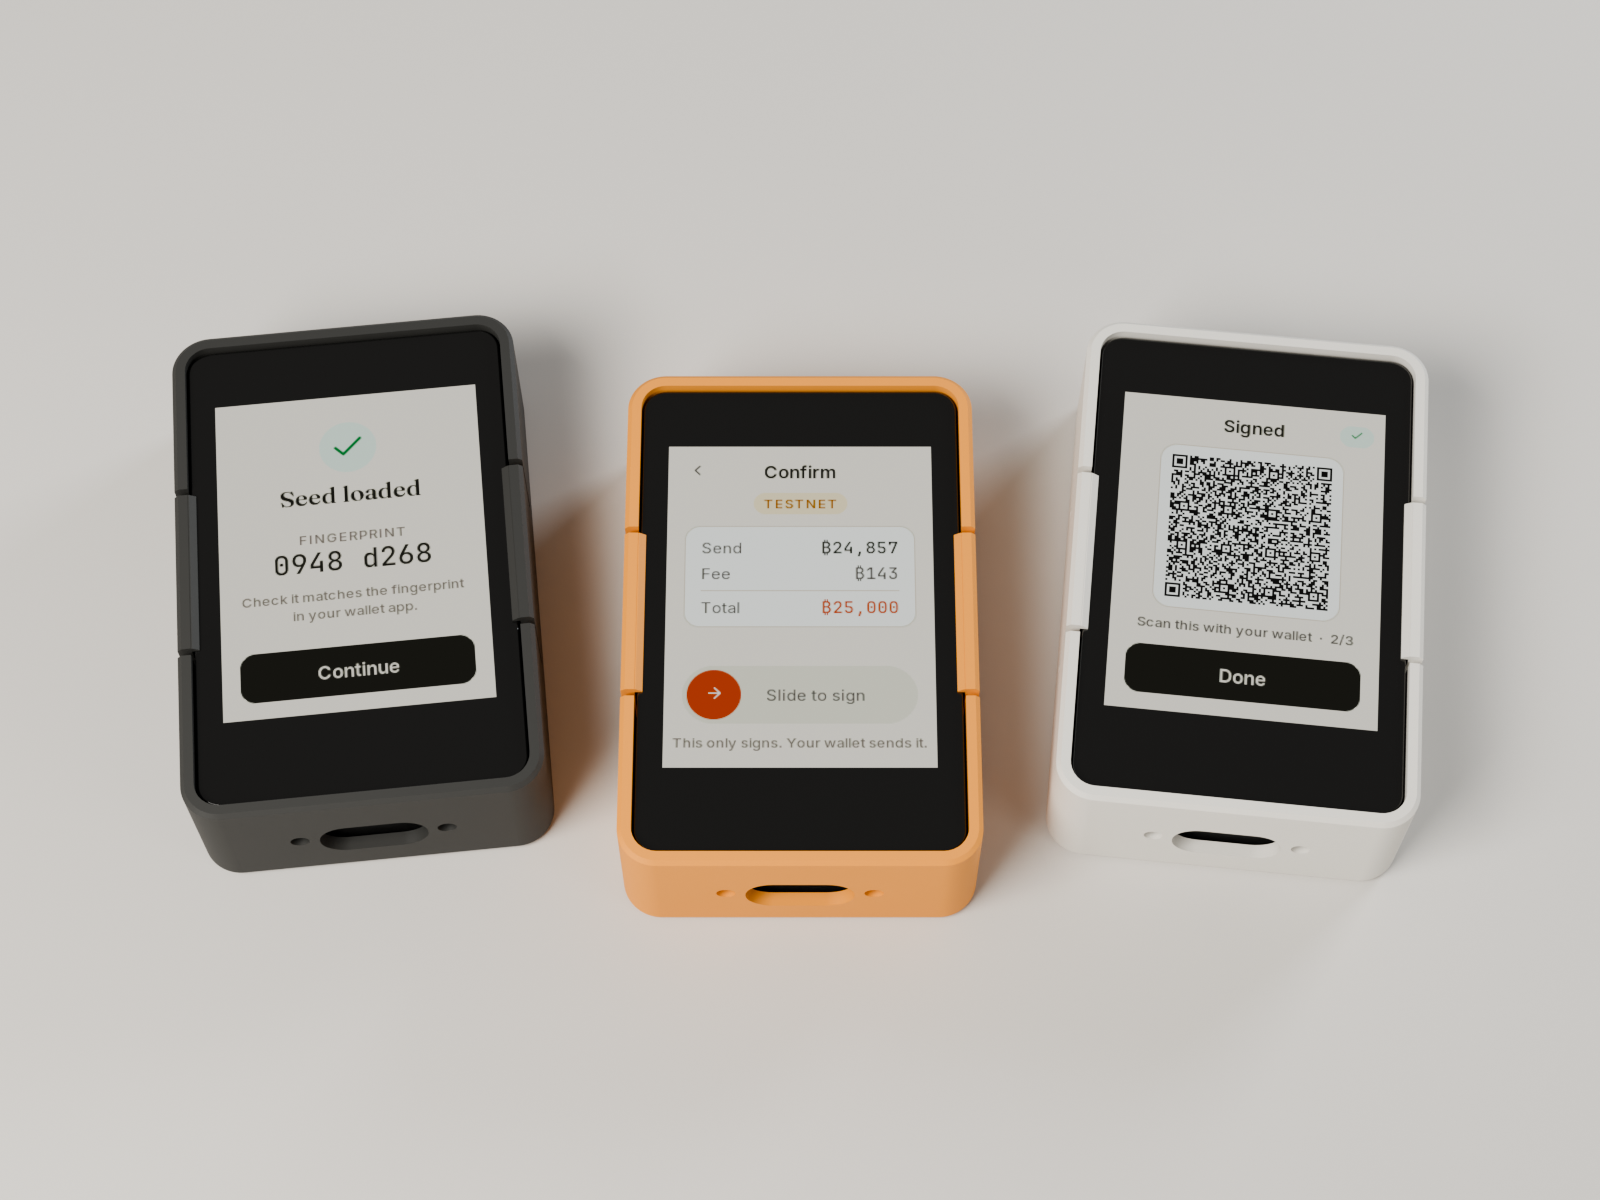 Seed loaded
FINGERPRINT
0948 d268
Check it matches the fingerprint
in your wallet app.
Continue
Confirm
TESTNET
Send ₿24,857
Fee ₿143
Total ₿25,000
Slide to sign
This only signs. Your wallet sends it.
Signed
Scan this with your wallet · 2/3
Done